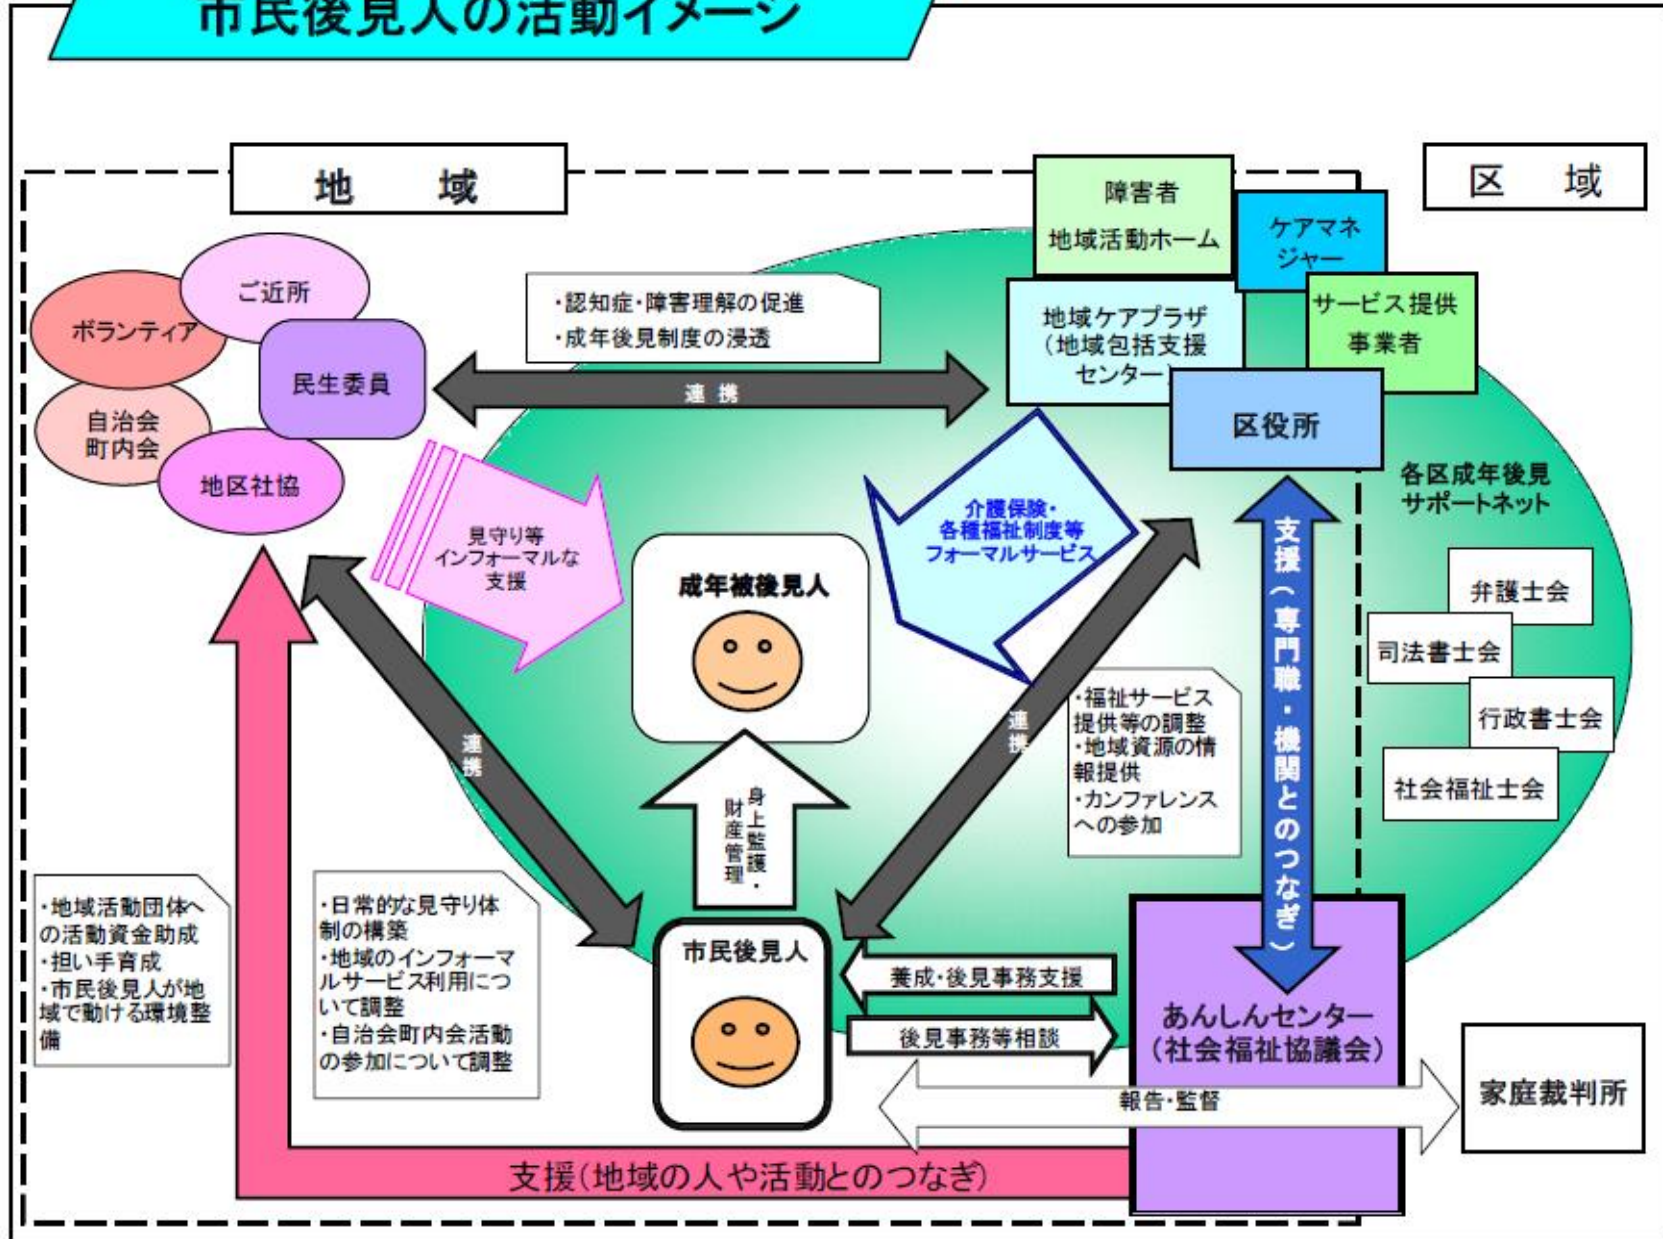 市民後見人の活動イメージ
地　域
区　域
ご近所
ボランティア
民生委員
自治会
町内会
地区社協
・認知症・障害理解の促進
・成年後見制度の浸透
連携
障害者
地域活動ホーム
ケアマネ
ジャー
地域ケアプラザ
（地域包括支援
センター）
サービス提供
事業者
区役所
各区成年後見
サポートネット
弁護士会
司法書士会
行政書士会
社会福祉士会
見守り等
インフォーマルな
支援
介護保険・
各種福祉制度等
フォーマルサービス
成年被後見人
身上監護・
財産管理
連携
連携
・福祉サービス
提供等の調整
・地域資源の情
報提供
・カンファレンス
への参加
支援（専門職・機関とのつなぎ）
・地域活動団体へ
の活動資金助成
・担い手育成
・市民後見人が地
域で動ける環境整
備
・日常的な見守り体
制の構築
・地域のインフォーマ
ルサービス利用につ
いて調整
・自治会町内会活動
の参加について調整
市民後見人
養成・後見事務支援
後見事務等相談
あんしんセンター
（社会福祉協議会）
報告・監督
家庭裁判所
支援（地域の人や活動とのつなぎ）